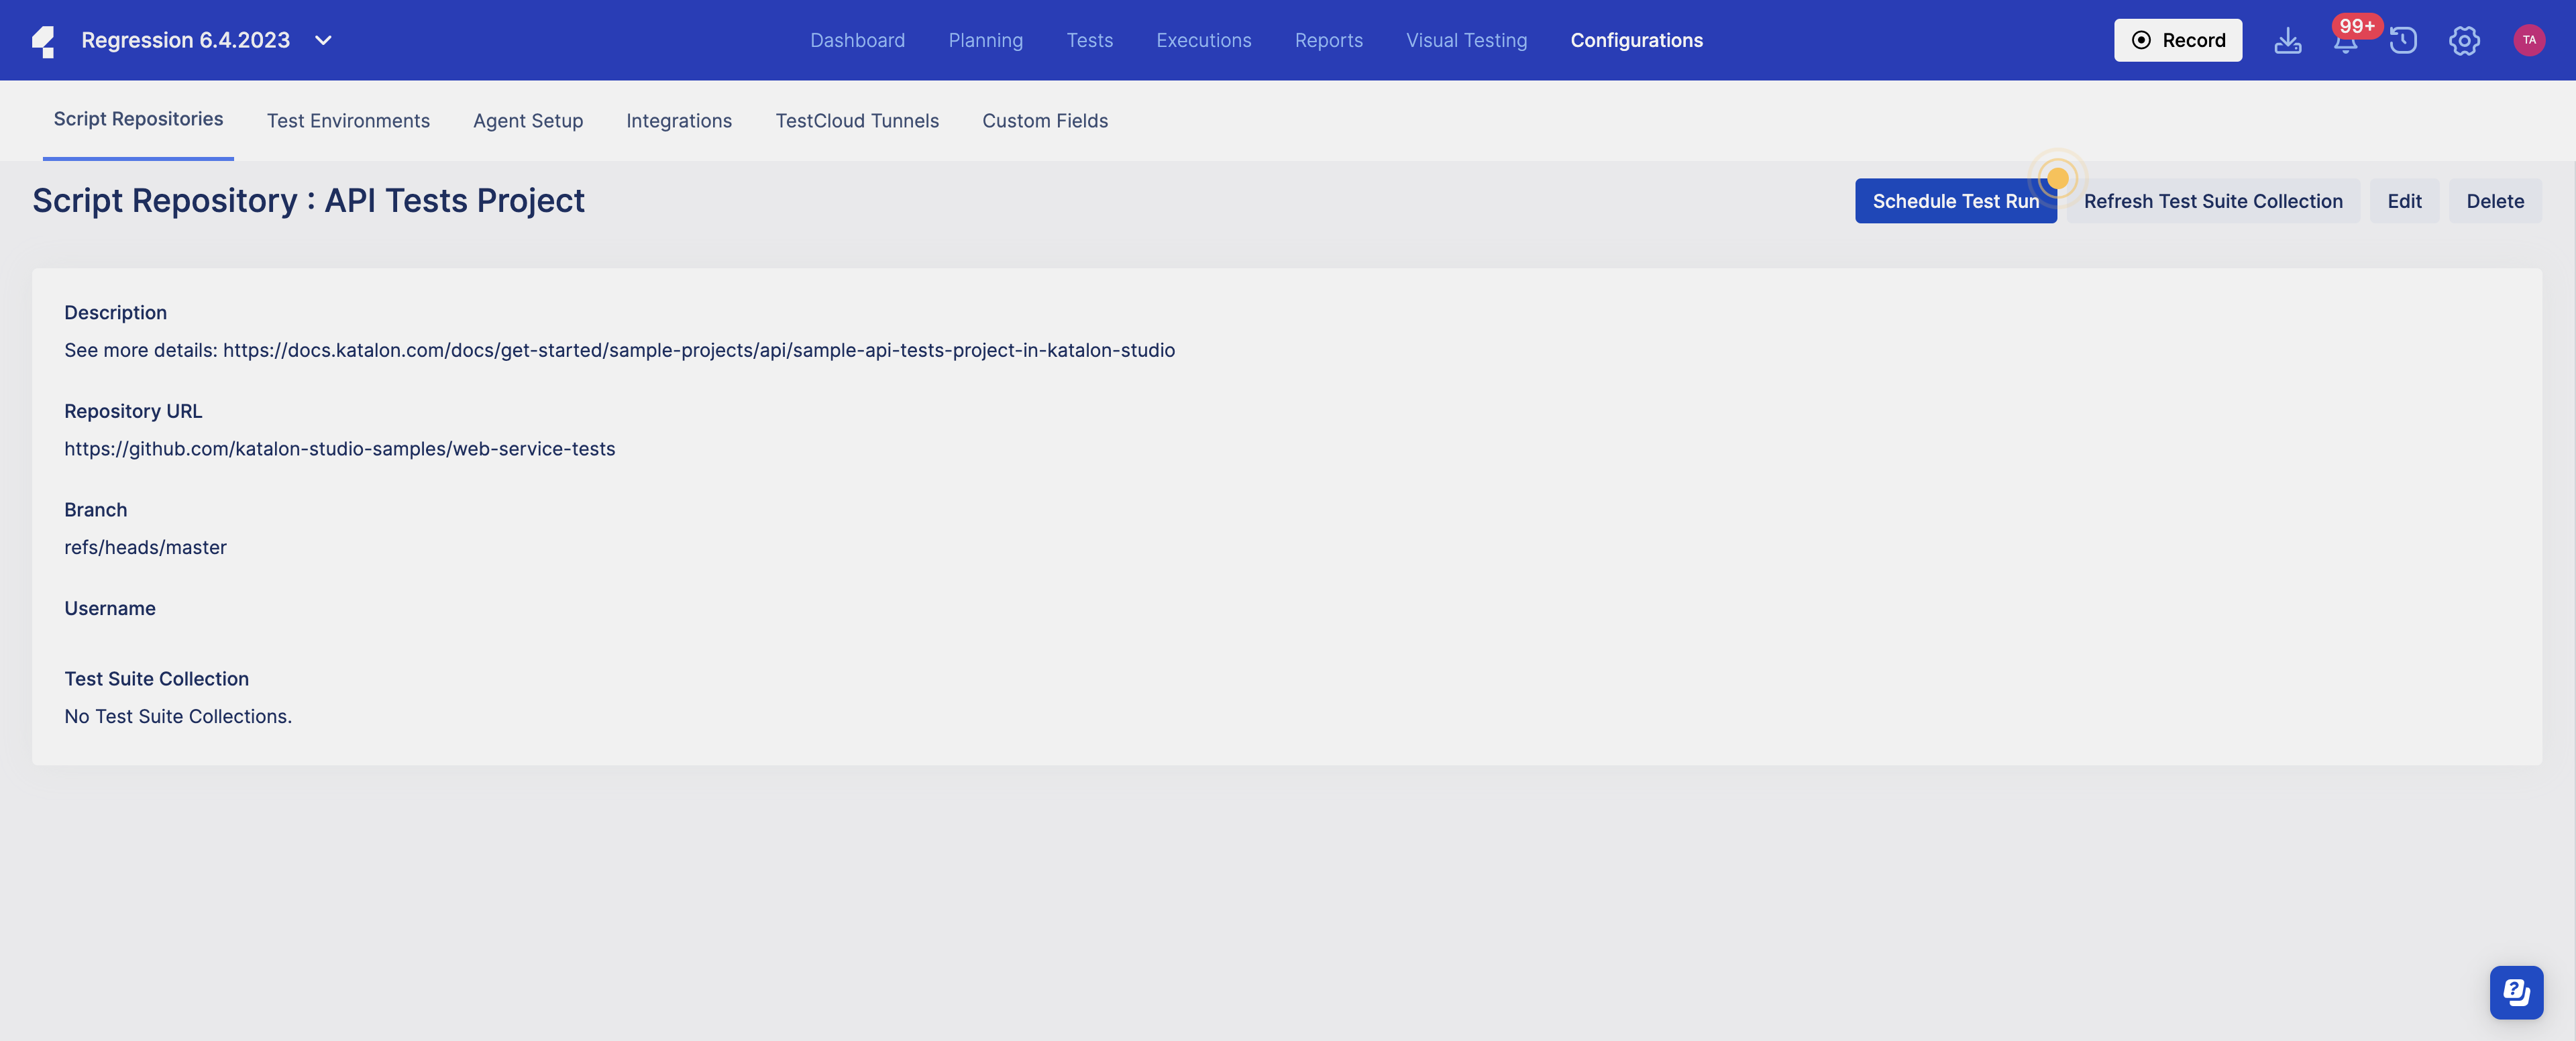 Regression 6.4.2023
Dashboard Planning Tests Executions Reports Visual Testing Configurations
Record
99+
TA
Script Repositories Test Environments Agent Setup Integrations TestCloud Tunnels Custom Fields
Script Repository : API Tests Project
Schedule Test Run Refresh Test Suite Collection Edit Delete
Description
See more details: https://docs.katalon.com/docs/get-started/sample-projects/api/sample-api-tests-project-in-katalon-studio
Repository URL
https://github.com/katalon-studio-samples/web-service-tests
Branch
refs/heads/master
Username
Test Suite Collection
No Test Suite Collections.
?